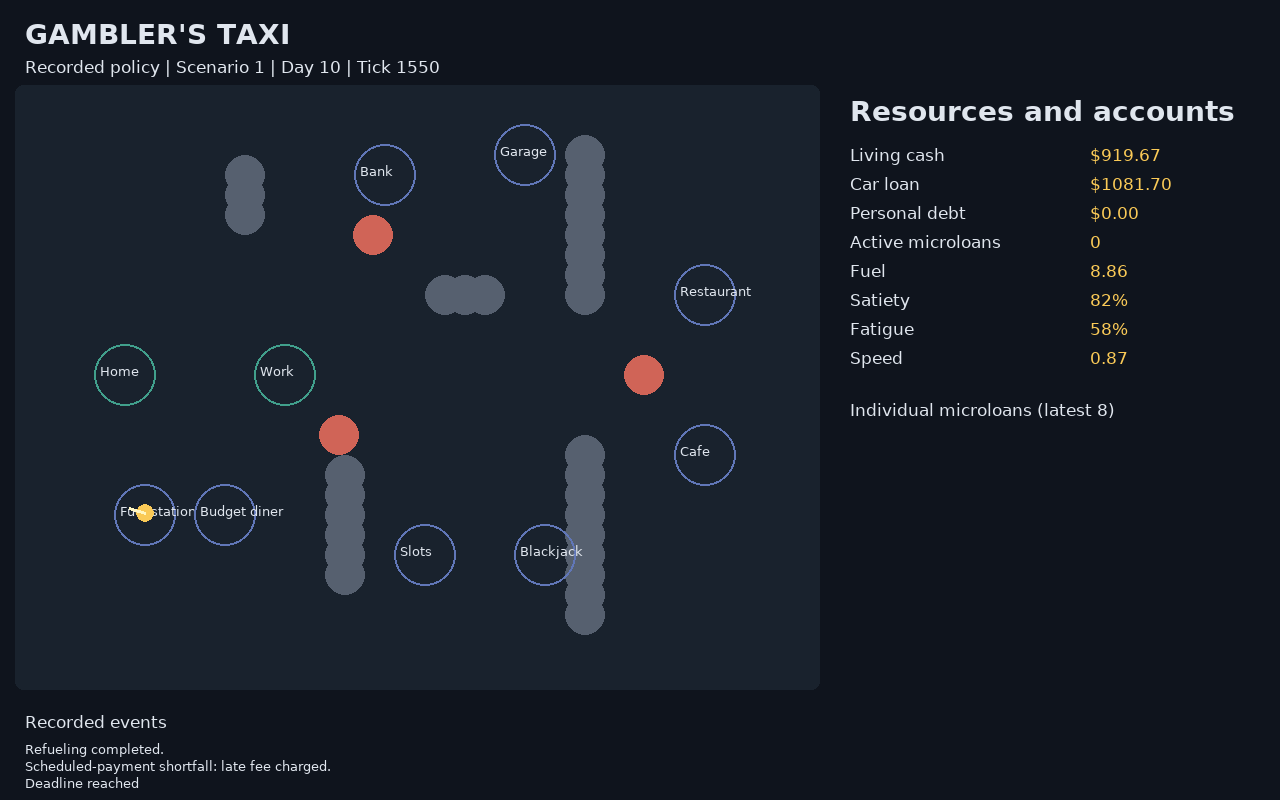 GAMBLER'S TAXI
Recorded policy | Scenario 1 | Day 10 | Tick 1550
Garage
Bank
Restaurant
Home
Work
Cafe
station
Budget diner
Slots
Blackjack
Resources and accounts
Living cash $919.67
Car loan $1081.70
Personal debt $0.00
Active microloans 0
Fuel 8.86
Satiety 82%
Fatigue 58%
Speed 0.87
Individual microloans (latest 8)
Recorded events
Refueling completed.
Scheduled-payment shortfall: late fee charged.
Deadline reached